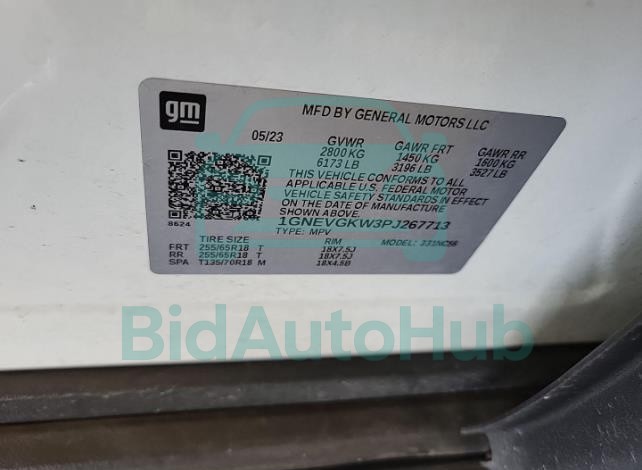 gm
MFD BY GENERAL MOTORS LLC
05/23 GVWR GAWR FRT GAWR RR
2800 KG 1450 KG 1600 KG
6173 LB 3196 LB 3527 LB
THIS VEHICLE CONFORMS TO ALL
APPLICABLE U.S. FEDERAL MOTOR
VEHICLE SAFETY STANDARDS IN EFFECT
ON THE DATE OF MANUFACTURE
SHOWN ABOVE.
8624
1GNEVGKW3PJ267713
TYPE: MPV MODEL: 331NC56
TIRE SIZE RIM
FRT 255/65R18 T 18X7.5J
RR 255/65R18 T 18X7.5J
SPA T135/70R18 M 18X4.5B
BidAutoHub